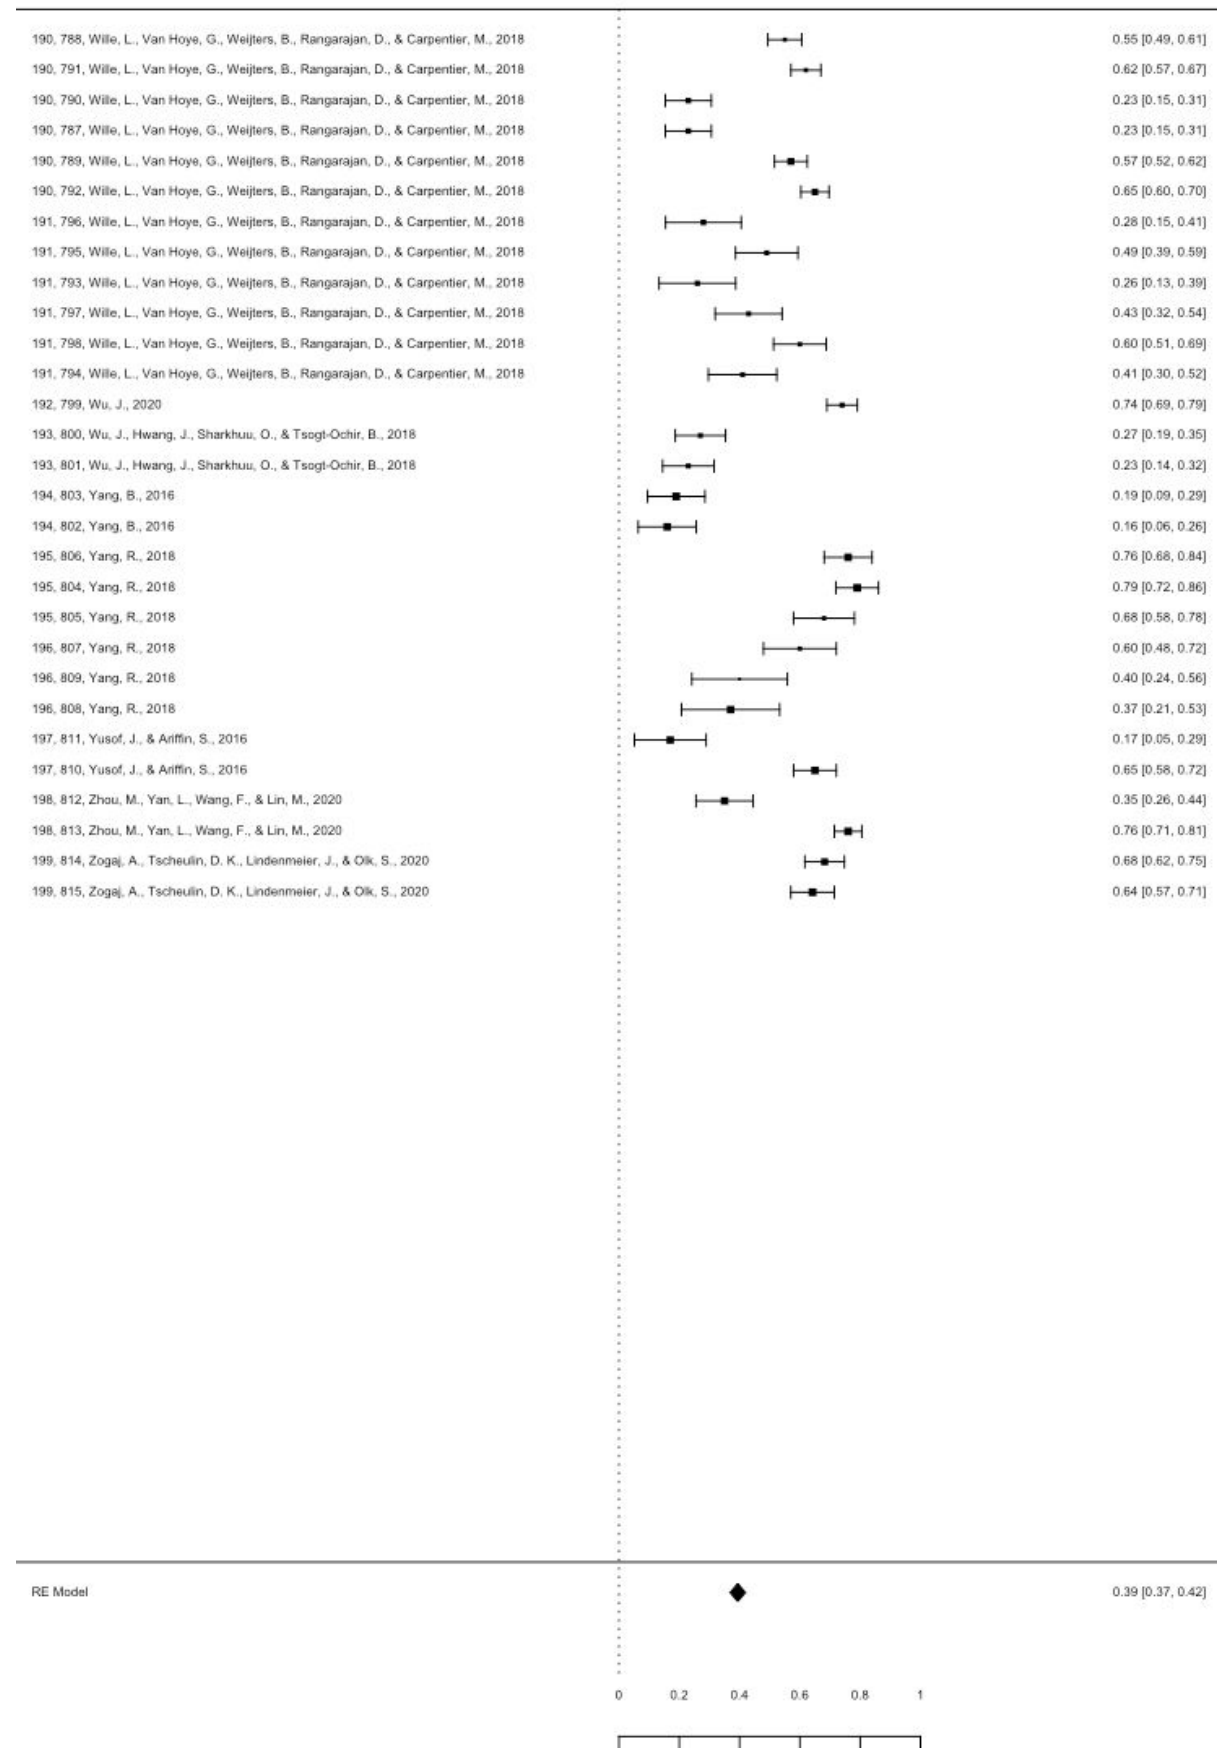 190, 788, Wille, L., Van Hoye, G., Weijters, B., Rangarajan, D., & Carpentier, M., 2018 0.55 [0.49, 0.61]
190, 791, Wille, L., Van Hoye, G., Weijters, B., Rangarajan, D., & Carpentier, M., 2018 0.62 [0.57, 0.67]
190, 790, Wille, L., Van Hoye, G., Weijters, B., Rangarajan, D., & Carpentier, M., 2018 0.23 [0.15, 0.31]
190, 787, Wille, L., Van Hoye, G., Weijters, B., Rangarajan, D., & Carpentier, M., 2018 0.23 [0.15, 0.31]
190, 789, Wille, L., Van Hoye, G., Weijters, B., Rangarajan, D., & Carpentier, M., 2018 0.57 [0.52, 0.62]
190, 792, Wille, L., Van Hoye, G., Weijters, B., Rangarajan, D., & Carpentier, M., 2018 0.65 [0.60, 0.70]
191, 796, Wille, L., Van Hoye, G., Weijters, B., Rangarajan, D., & Carpentier, M., 2018 0.28 [0.15, 0.41]
191, 795, Wille, L., Van Hoye, G., Weijters, B., Rangarajan, D., & Carpentier, M., 2018 0.49 [0.39, 0.59]
191, 793, Wille, L., Van Hoye, G., Weijters, B., Rangarajan, D., & Carpentier, M., 2018 0.26 [0.13, 0.39]
191, 797, Wille, L., Van Hoye, G., Weijters, B., Rangarajan, D., & Carpentier, M., 2018 0.43 [0.32, 0.54]
191, 798, Wille, L., Van Hoye, G., Weijters, B., Rangarajan, D., & Carpentier, M., 2018 0.60 [0.51, 0.69]
191, 794, Wille, L., Van Hoye, G., Weijters, B., Rangarajan, D., & Carpentier, M., 2018 0.41 [0.30, 0.52]
192, 799, Wu, J., 2020 0.74 [0.69, 0.79]
193, 800, Wu, J., Hwang, J., Sharkhuu, O., & Tsogt-Ochir, B., 2018 0.27 [0.19, 0.35]
193, 801, Wu, J., Hwang, J., Sharkhuu, O., & Tsogt-Ochir, B., 2018 0.23 [0.14, 0.32]
194, 803, Yang, B., 2016 0.19 [0.09, 0.29]
194, 802, Yang, B., 2016 0.16 [0.06, 0.26]
195, 806, Yang, R., 2018 0.76 [0.68, 0.84]
195, 804, Yang, R., 2018 0.79 [0.72, 0.86]
195, 805, Yang, R., 2018 0.68 [0.58, 0.78]
196, 807, Yang, R., 2018 0.60 [0.48, 0.72]
196, 809, Yang, R., 2018 0.40 [0.24, 0.56]
196, 808, Yang, R., 2018 0.37 [0.21, 0.53]
197, 811, Yusof, J., & Ariffin, S., 2016 0.17 [0.05, 0.29]
197, 810, Yusof, J., & Ariffin, S., 2016 0.65 [0.58, 0.72]
198, 812, Zhou, M., Yan, L., Wang, F., & Lin, M., 2020 0.35 [0.26, 0.44]
198, 813, Zhou, M., Yan, L., Wang, F., & Lin, M., 2020 0.76 [0.71, 0.81]
199, 814, Zogaj, A., Tscheulin, D. K., Lindenmeier, J., & Olk, S., 2020 0.68 [0.62, 0.75]
199, 815, Zogaj, A., Tscheulin, D. K., Lindenmeier, J., & Olk, S., 2020 0.64 [0.57, 0.71]
RE Model 0.39 [0.37, 0.42]
0 0.2 0.4 0.6 0.8 1